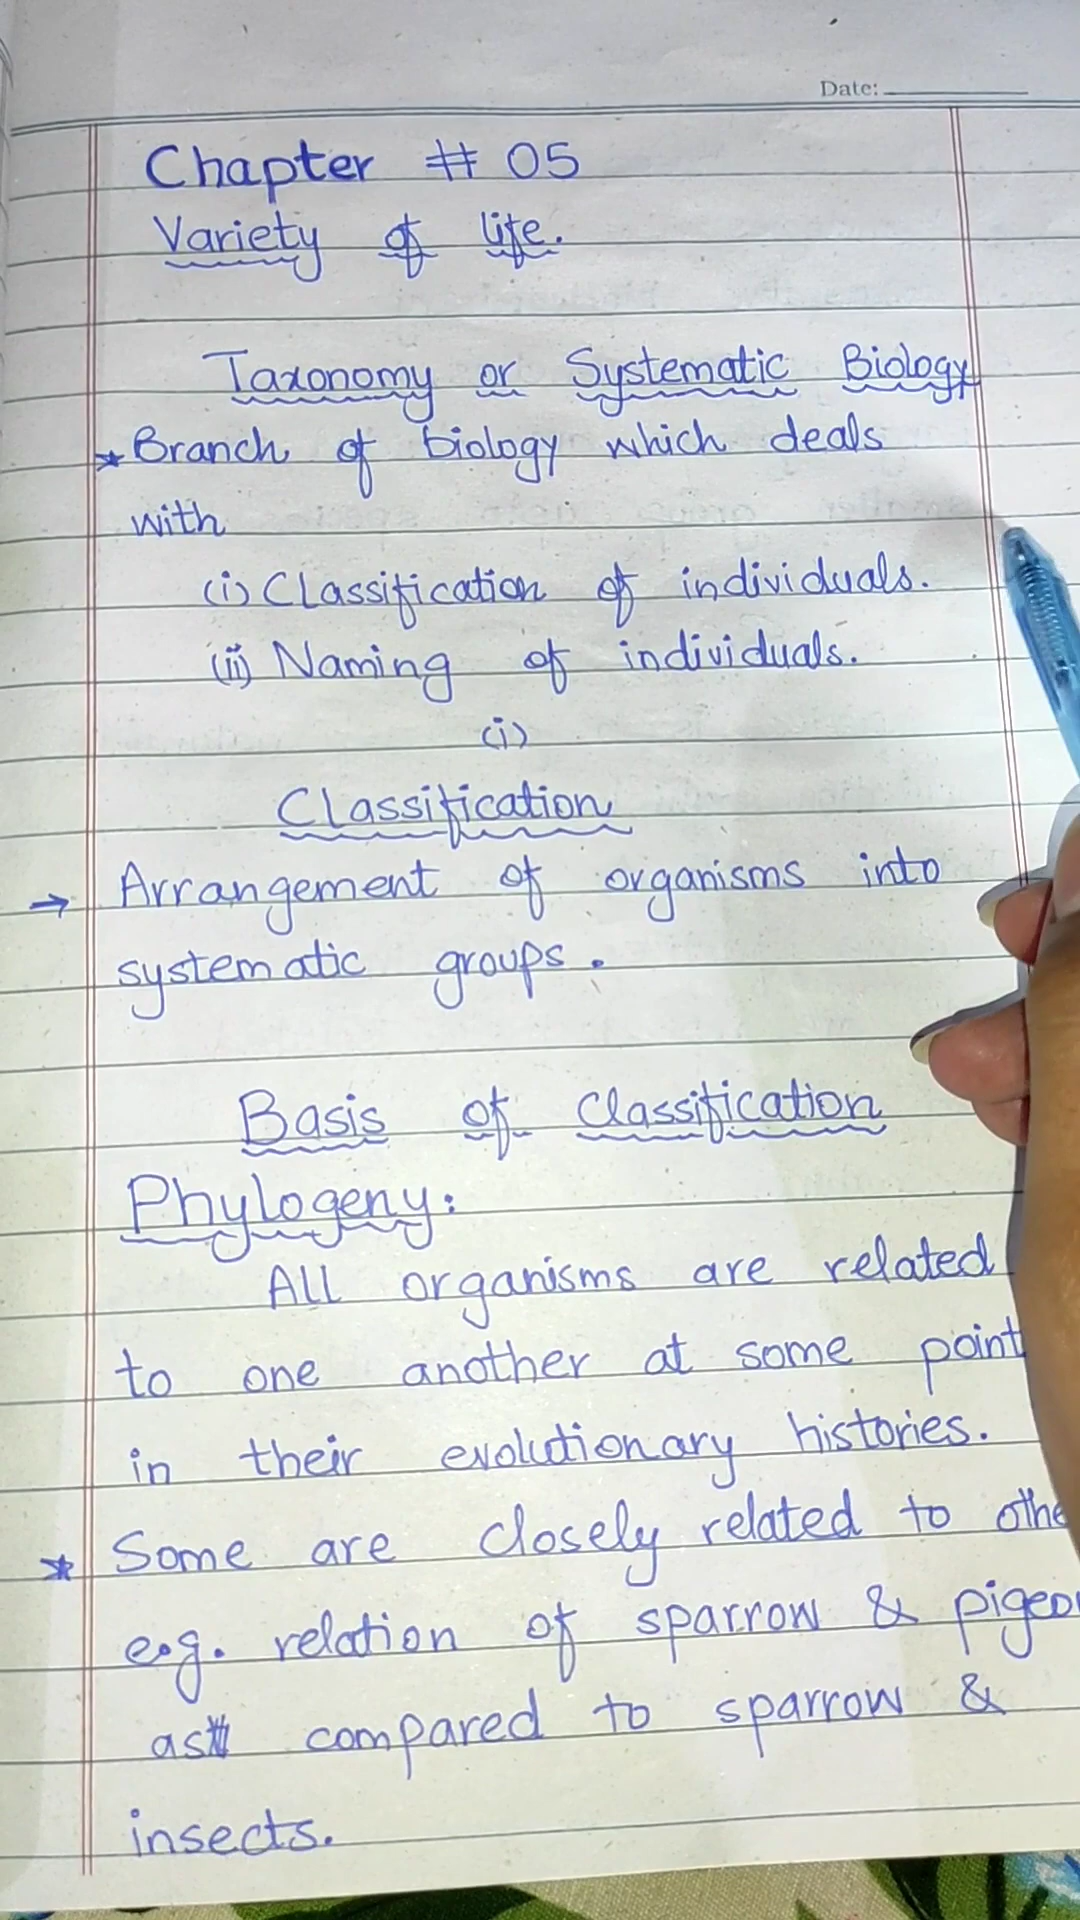 Date:
Chapter # 05
Variety of life.
Taxonomy or Systematic Biology
* Branch of biology which deals
with
(i) Classification of individuals.
(ii) Naming of individuals.
(i)
Classification
→ Arrangement of organisms into
systematic groups.
Basis of Classification
Phylogeny:
All organisms are related
to one another at some point
in their evolutionary histories.
* Some are closely related to othe
e.g. relation of sparrow & pigeo
as compared to sparrow &
insects.